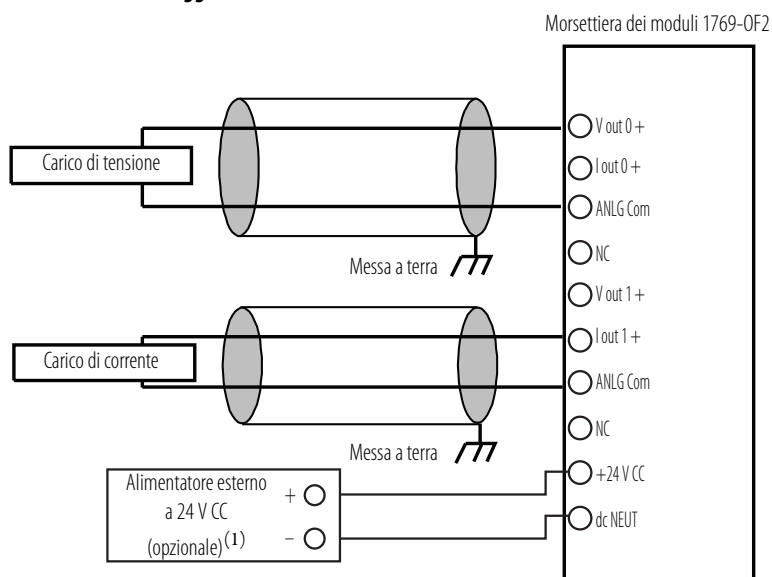 Morsettiera dei moduli 1769-OF2
V out 0 +
Carico di tensione
I out 0 +
ANLG Com
NC
Messa a terra
V out 1 +
I out 1 +
Carico di corrente
ANLG Com
NC
Messa a terra
+24 V CC
Alimentatore esterno
a 24 V CC
(opzionale)(1)
+
−
dc NEUT